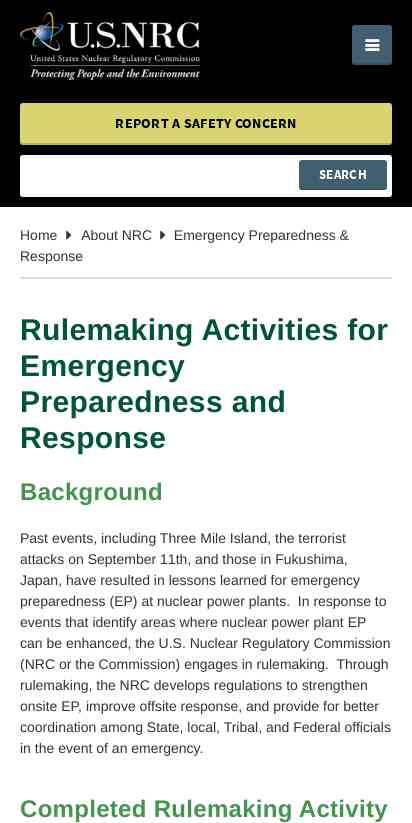 U.S.NRC
United States Nuclear Regulatory Commission
Protecting People and the Environment
REPORT A SAFETY CONCERN
SEARCH
Home About NRC Emergency Preparedness &
Response
Rulemaking Activities for
Emergency
Preparedness and
Response
Background
Past events, including Three Mile Island, the terrorist
attacks on September 11th, and those in Fukushima,
Japan, have resulted in lessons learned for emergency
preparedness (EP) at nuclear power plants.  In response to
events that identify areas where nuclear power plant EP
can be enhanced, the U.S. Nuclear Regulatory Commission
(NRC or the Commission) engages in rulemaking.  Through
rulemaking, the NRC develops regulations to strengthen
onsite EP, improve offsite response, and provide for better
coordination among State, local, Tribal, and Federal officials
in the event of an emergency.
Completed Rulemaking Activity